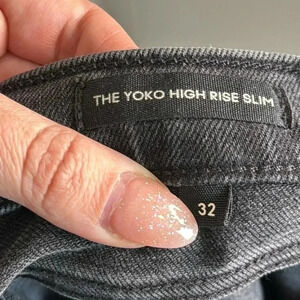 THE YOKO HIGH RISE SLIM
32